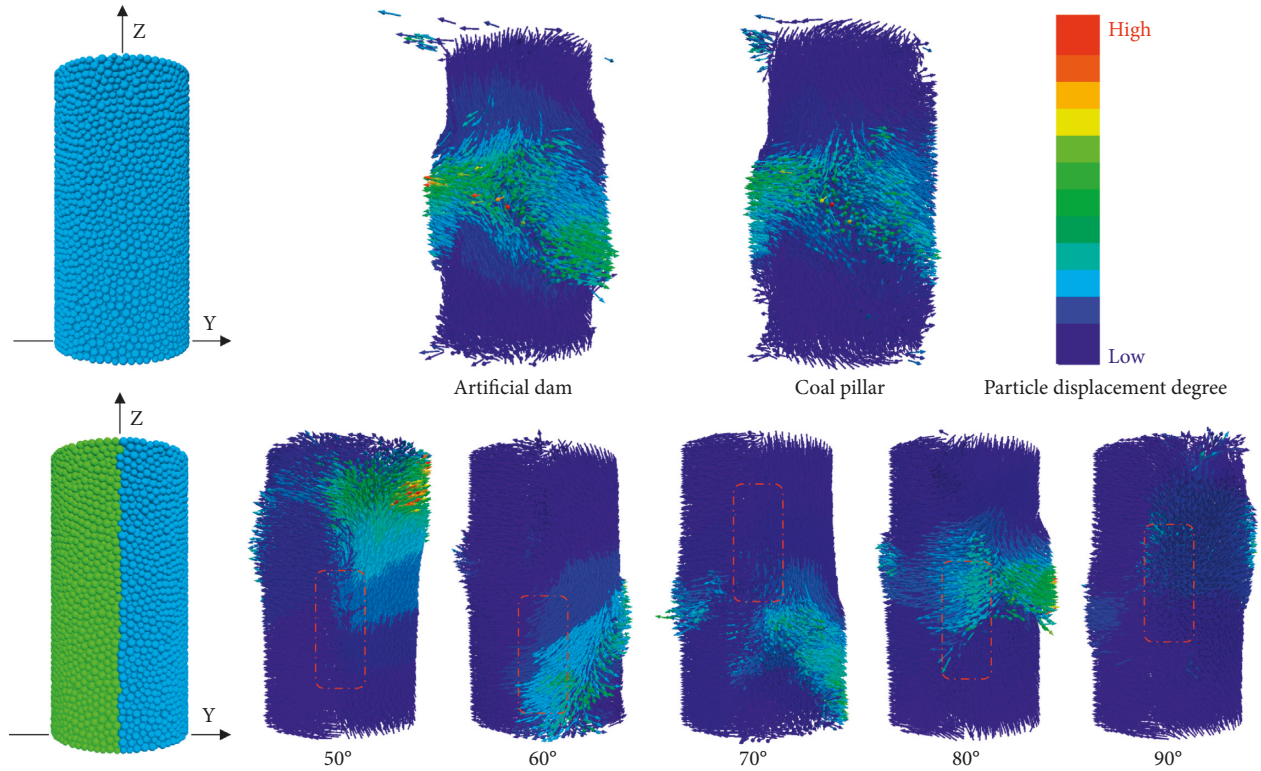 Z
Y
High
Low
Artificial dam
Coal pillar
Particle displacement degree
Z
Y
50°
60°
70°
80°
90°